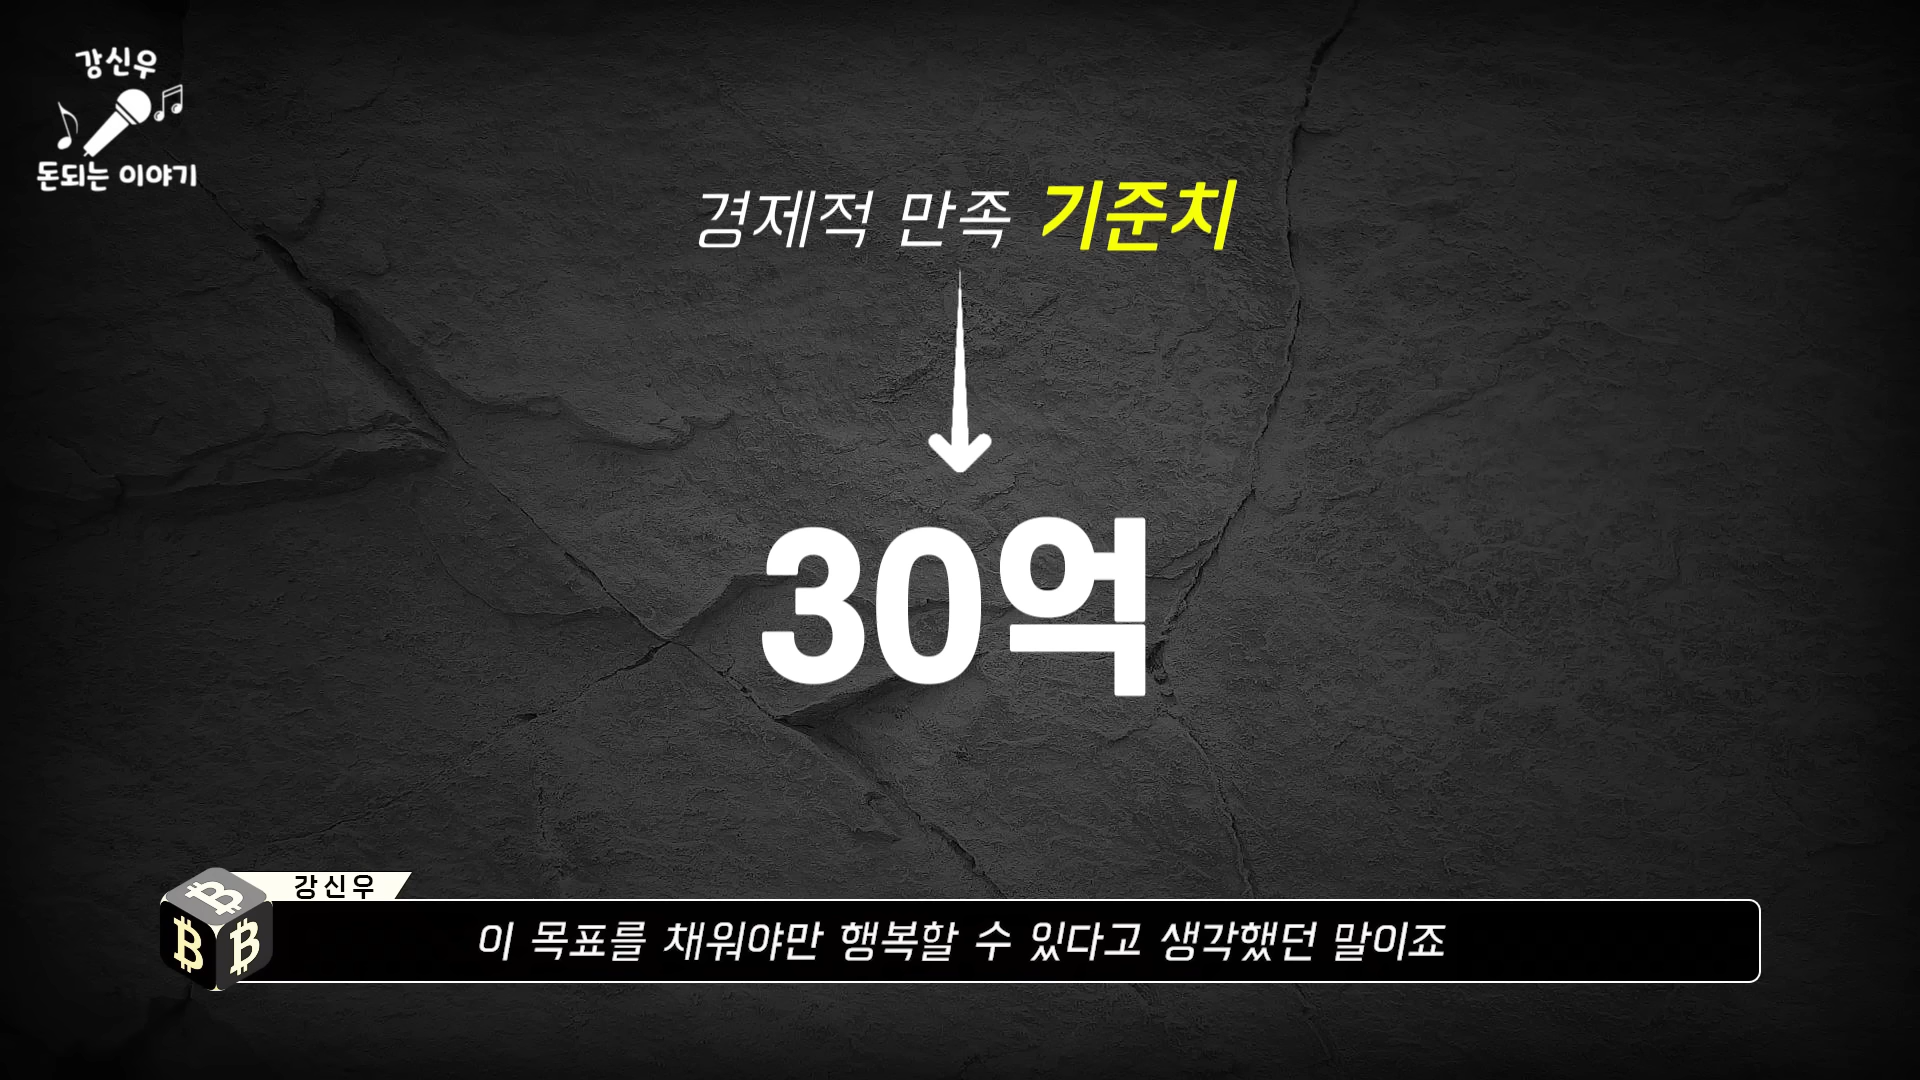 강신우
돈되는 이야기
경제적 만족 기준치
30억
강신우
이 목표를 채워야만 행복할 수 있다고 생각했던 말이죠